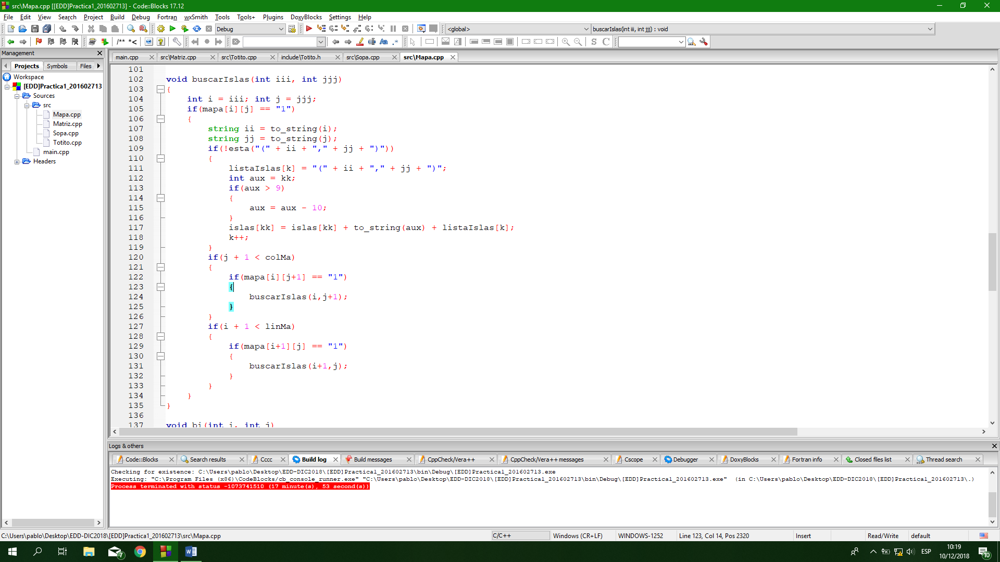 src\Mapa.cpp [[EDD]Practica1_201602713] - Code::Blocks 17.12
File Edit View Search Project Build Debug Fortran wxSmith Tools Tools+ Plugins DoxyBlocks Settings Help
Debug <global> buscarIslas(int iii, int jjj) : void
/** *<
S C
Management
Projects Symbols Files
main.cpp src\Matriz.cpp src\Totito.cpp include\Totito.h src\Sopa.cpp src\Mapa.cpp
Workspace
[EDD]Practica1_201602713
Sources
src
Mapa.cpp
Matriz.cpp
Sopa.cpp
Totito.cpp
main.cpp
Headers
101
102 void buscarIslas(int iii, int jjj)
103 {
104 int i = iii; int j = jjj;
105 if(mapa[i][j] == "1")
106 {
107 string ii = to_string(i);
108 string jj = to_string(j);
109 if(!esta("(" + ii + "," + jj + ")"))
110 {
111 listaIslas[k] = "(" + ii + "," + jj + ")";
112 int aux = kk;
113 if(aux > 9)
114 {
115 aux = aux - 10;
116 }
117 islas[kk] = islas[kk] + to_string(aux) + listaIslas[k];
118 k++;
119 }
120 if(j + 1 < colMa)
121 {
122 if(mapa[i][j+1] == "1")
123 {
124 buscarIslas(i,j+1);
125 }
126 }
127 if(i + 1 < linMa)
128 {
129 if(mapa[i+1][j] == "1")
130 {
131 buscarIslas(i+1,j);
132 }
133 }
134 }
135 }
136
137 void bi(int i, int j)
Logs & others
Code::Blocks Search results Cccc Build log Build messages CppCheck/Vera++ CppCheck/Vera++ messages Cscope Debugger DoxyBlocks Fortran info Closed files list Thread search
Checking for existence: C:\Users\pablo\Desktop\EDD-DIC2018\[EDD]Practica1_201602713\bin\Debug\[EDD]Practica1_201602713.exe
Executing: "C:\Program Files (x86)\CodeBlocks/cb_console_runner.exe" "C:\Users\pablo\Desktop\EDD-DIC2018\[EDD]Practica1_201602713\bin\Debug\[EDD]Practica1_201602713.exe" (in C:\Users\pablo\Desktop\EDD-DIC2018\[EDD]Practica1_201602713\.)
Process terminated with status -1073741510 (17 minute(s), 53 second(s))
C:\Users\pablo\Desktop\EDD-DIC2018\[EDD]Practica1_201602713\src\Mapa.cpp C/C++ Windows (CR+LF) WINDOWS-1252 Line 123, Col 14, Pos 2320 Insert Read/Write default
7 ESP 10:19
10/12/2018 10